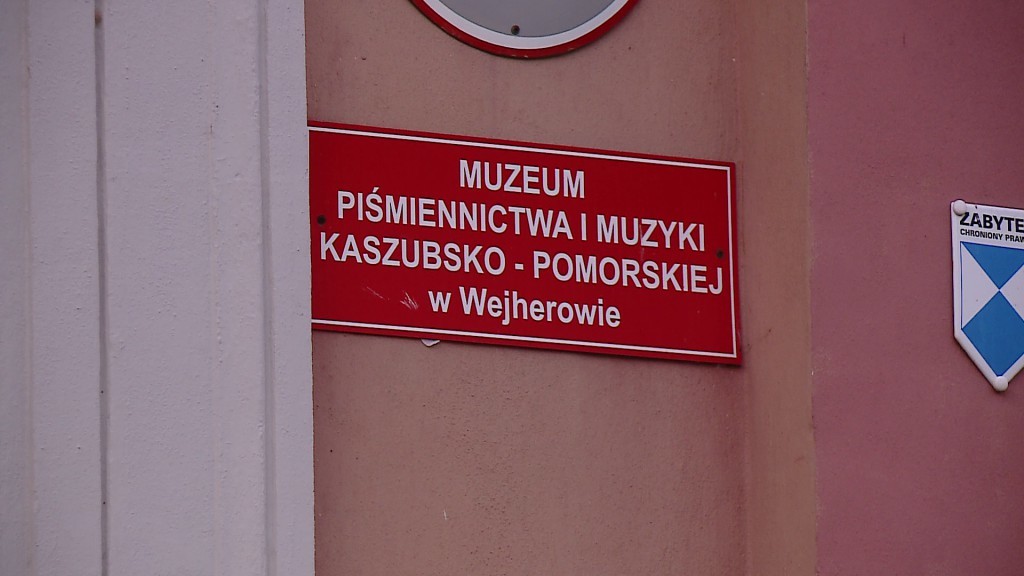 MUZEUM
PIŚMIENNICTWA I MUZYKI
KASZUBSKO - POMORSKIEJ
w Wejherowie
ZABYTE
CHRONIONY PRAW